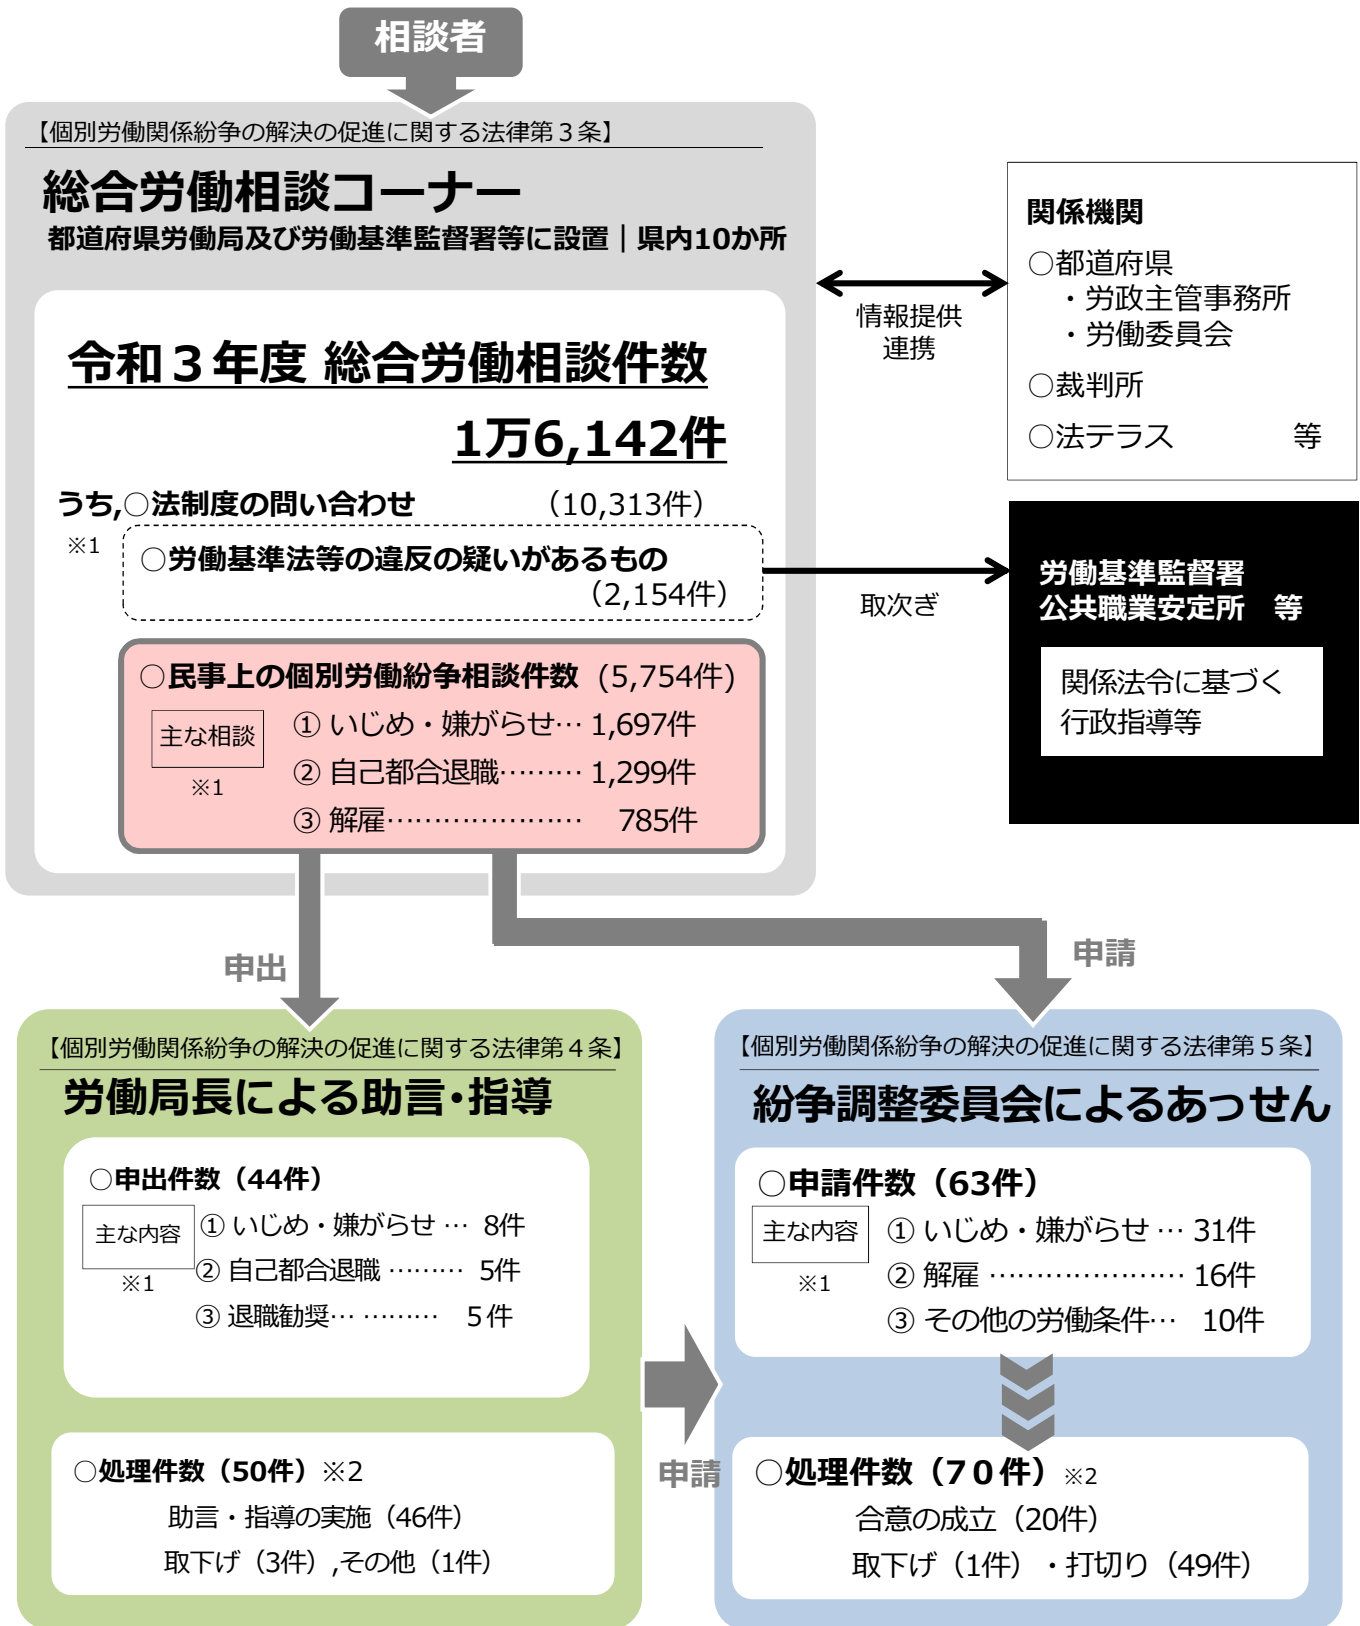 相談者
【個別労働関係紛争の解決の促進に関する法律第３条】
総合労働相談コーナー
都道府県労働局及び労働基準監督署等に設置｜県内10か所
令和３年度 総合労働相談件数
1万6,142件
うち,○法制度の問い合わせ （10,313件）
※1
○労働基準法等の違反の疑いがあるもの
（2,154件）
○民事上の個別労働紛争相談件数 (5,754件)
主な相談
※1
① いじめ・嫌がらせ… 1,697件
② 自己都合退職……… 1,299件
③ 解雇………………… 785件
情報提供
連携
関係機関
○都道府県
・労政主管事務所
・労働委員会
○裁判所
○法テラス 等
取次ぎ
労働基準監督署
公共職業安定所 等
関係法令に基づく
行政指導等
申出
申請
【個別労働関係紛争の解決の促進に関する法律第４条】
労働局長による助言・指導
○申出件数（44件）
主な内容
※1
① いじめ・嫌がらせ … 8件
② 自己都合退職 ……… 5件
③ 退職勧奨… ……… ５件
○処理件数（50件）※2
助言・指導の実施（46件）
取下げ（3件）,その他（1件）
申請
【個別労働関係紛争の解決の促進に関する法律第５条】
紛争調整委員会によるあっせん
○申請件数（63件）
主な内容
※1
① いじめ・嫌がらせ … 31件
② 解雇 ………………… 16件
③ その他の労働条件… 10件
○処理件数（７０件）※2
合意の成立（20件）
取下げ（1件）・打切り（49件）